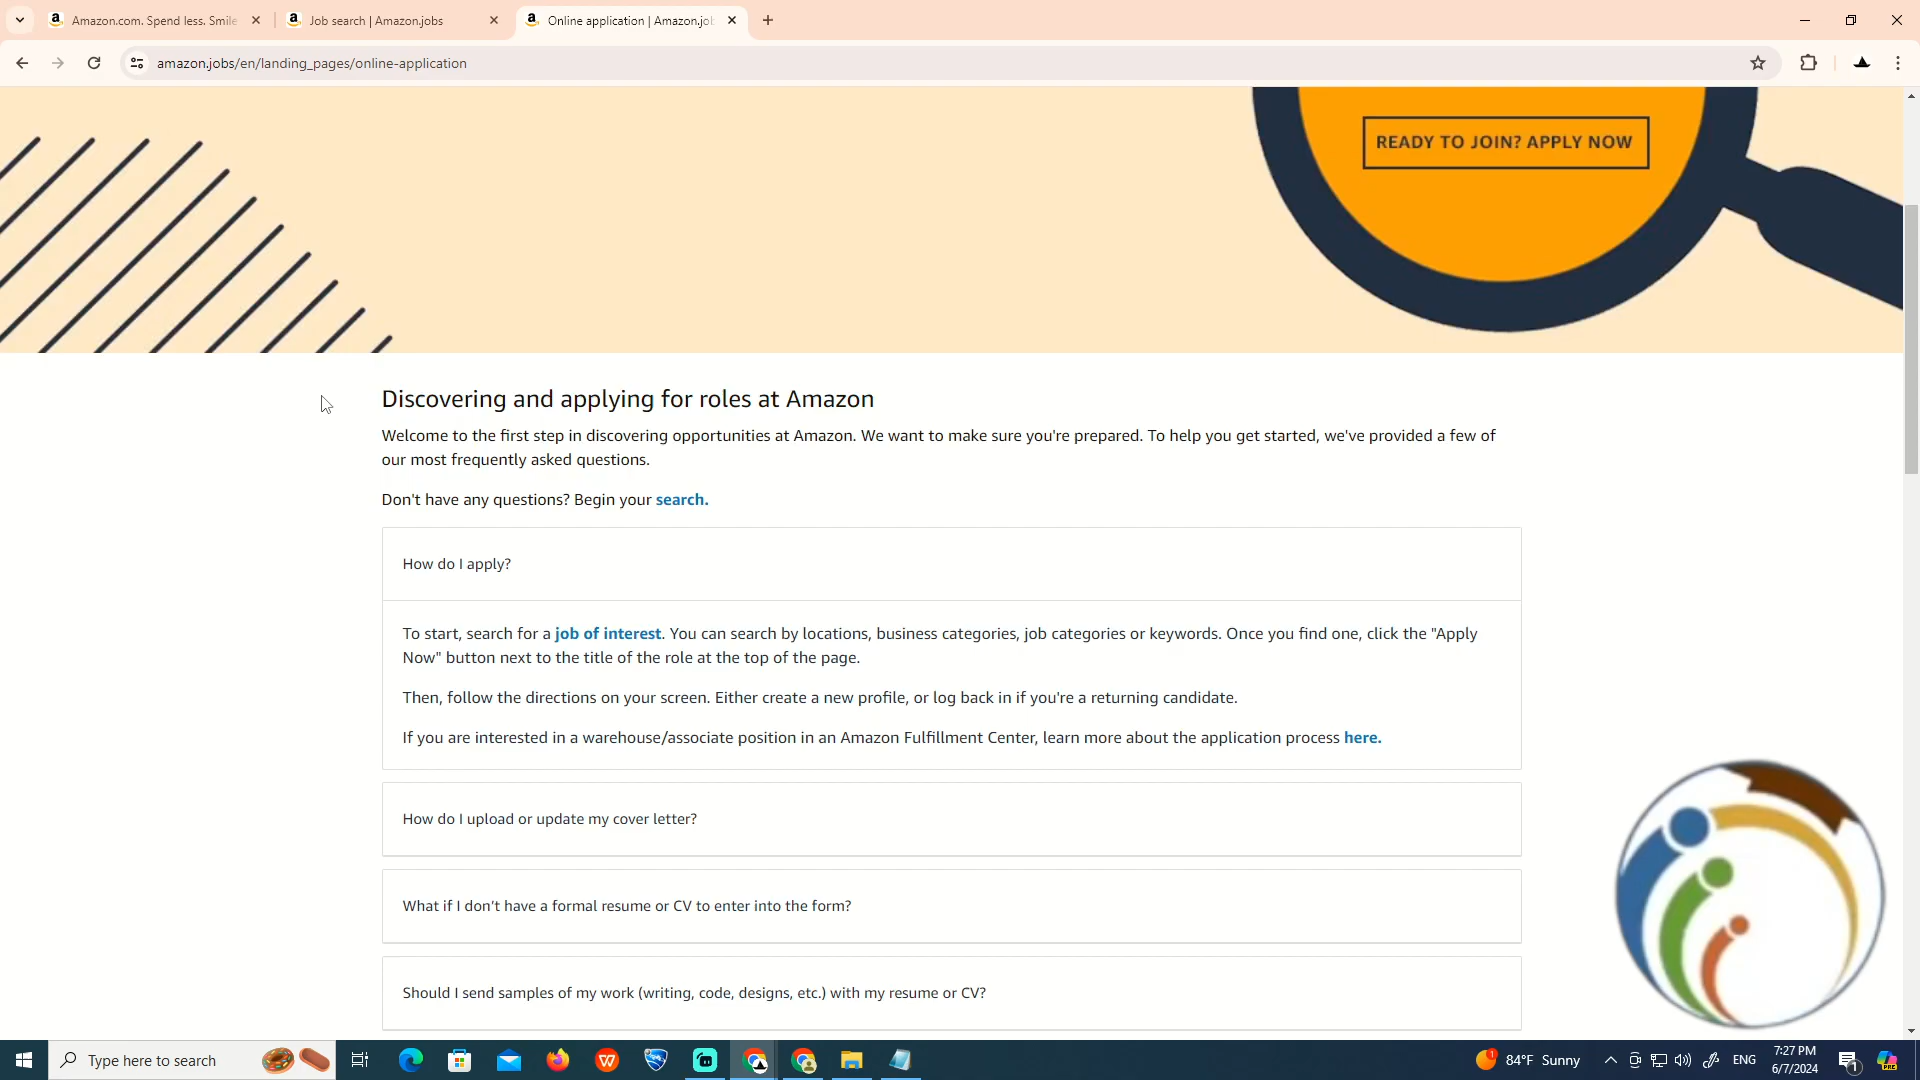 Amazon.com. Spend less. Smile
Job search | Amazon.jobs
Online application | Amazon.job
amazon.jobs/en/landing_pages/online-application
READY TO JOIN? APPLY NOW
Discovering and applying for roles at Amazon
Welcome to the first step in discovering opportunities at Amazon. We want to make sure you're prepared. To help you get started, we've provided a few of
our most frequently asked questions.
Don't have any questions? Begin your search.
How do I apply?
To start, search for a job of interest. You can search by locations, business categories, job categories or keywords. Once you find one, click the "Apply
Now" button next to the title of the role at the top of the page.
Then, follow the directions on your screen. Either create a new profile, or log back in if you're a returning candidate.
If you are interested in a warehouse/associate position in an Amazon Fulfillment Center, learn more about the application process here.
How do I upload or update my cover letter?
What if I don't have a formal resume or CV to enter into the form?
Should I send samples of my work (writing, code, designs, etc.) with my resume or CV?
Type here to search
1
84°F Sunny
ENG
7:27 PM
6/7/2024
1
PRE